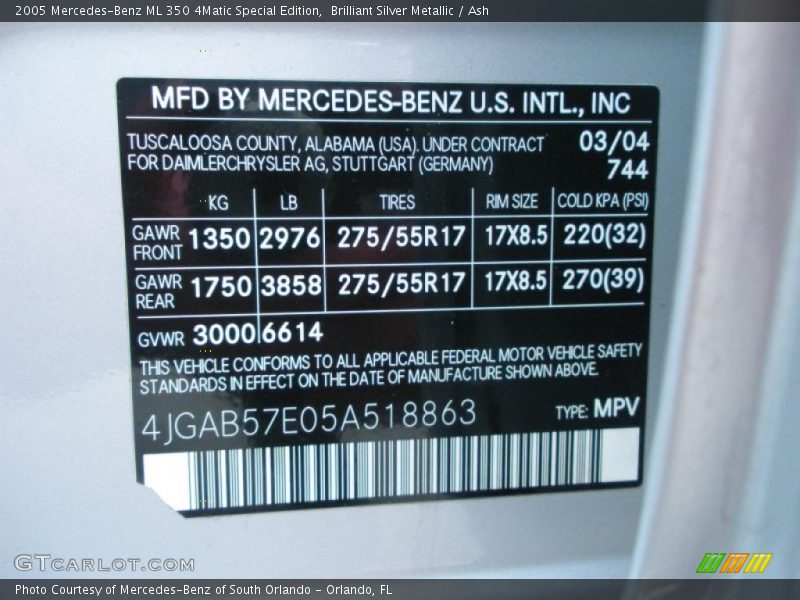 2005 Mercedes-Benz ML 350 4Matic Special Edition, Brilliant Silver Metallic / Ash
MFD BY MERCEDES-BENZ U.S. INTL., INC
TUSCALOOSA COUNTY, ALABAMA (USA). UNDER CONTRACT 03/04
FOR DAIMLERCHRYSLER AG, STUTTGART (GERMANY) 744
KG LB TIRES RIM SIZE COLD KPA (PSI)
GAWR FRONT 1350 2976 275/55R17 17X8.5 220(32)
GAWR REAR 1750 3858 275/55R17 17X8.5 270(39)
GVWR 3000 6614
THIS VEHICLE CONFORMS TO ALL APPLICABLE FEDERAL MOTOR VEHICLE SAFETY
STANDARDS IN EFFECT ON THE DATE OF MANUFACTURE SHOWN ABOVE.
4JGAB57E05A518863 TYPE: MPV
GTCARLOT.COM
Photo Courtesy of Mercedes-Benz of South Orlando - Orlando, FL